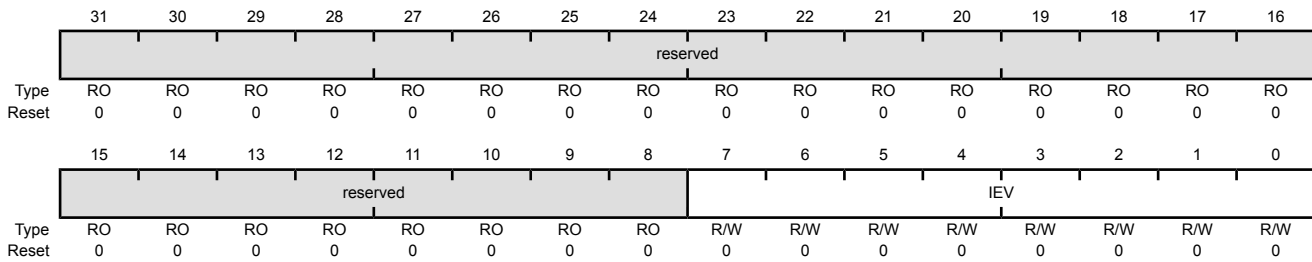 31 30 29 28 27 26 25 24 23 22 21 20 19 18 17 16
reserved
Type RO RO RO RO RO RO RO RO RO RO RO RO RO RO RO RO
Reset 0 0 0 0 0 0 0 0 0 0 0 0 0 0 0 0
15 14 13 12 11 10 9 8 7 6 5 4 3 2 1 0
reserved IEV
Type RO RO RO RO RO RO RO RO R/W R/W R/W R/W R/W R/W R/W R/W
Reset 0 0 0 0 0 0 0 0 0 0 0 0 0 0 0 0